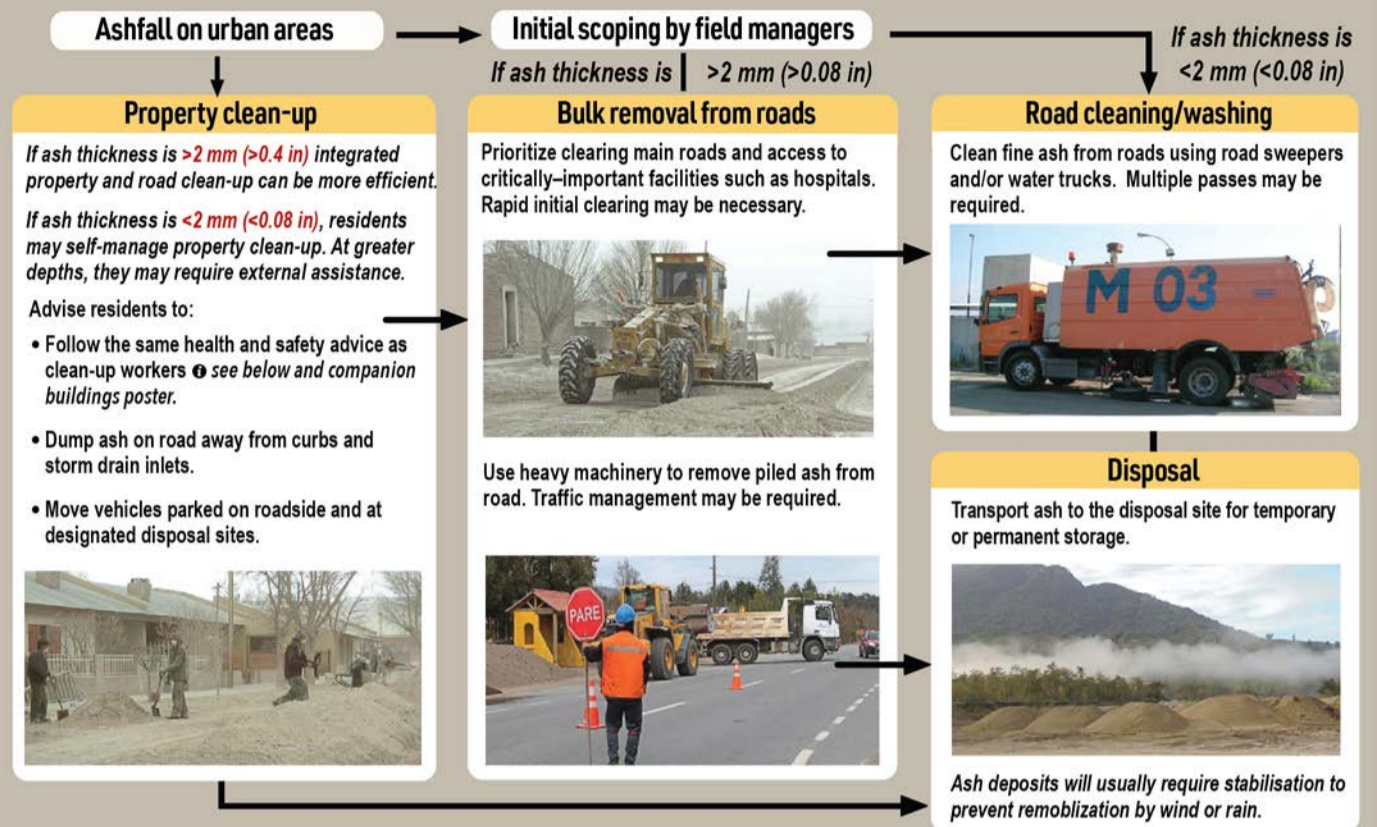 Ashfall on urban areas
Initial scoping by field managers
If ash thickness is >2 mm (>0.08 in)
If ash thickness is
<2 mm (<0.08 in)
Property clean-up
If ash thickness is >2 mm (>0.4 in) integrated
property and road clean-up can be more efficient.
If ash thickness is <2 mm (<0.08 in), residents
may self-manage property clean-up. At greater
depths, they may require external assistance.
Advise residents to:
• Follow the same health and safety advice as
clean-up workers ℹ see below and companion
buildings poster.
• Dump ash on road away from curbs and
storm drain inlets.
• Move vehicles parked on roadside and at
designated disposal sites.
Bulk removal from roads
Prioritize clearing main roads and access to
critically–important facilities such as hospitals.
Rapid initial clearing may be necessary.
Use heavy machinery to remove piled ash from
road. Traffic management may be required.
PARE
Road cleaning/washing
Clean fine ash from roads using road sweepers
and/or water trucks. Multiple passes may be
required.
M 03
Disposal
Transport ash to the disposal site for temporary
or permanent storage.
Ash deposits will usually require stabilisation to
prevent remoblization by wind or rain.